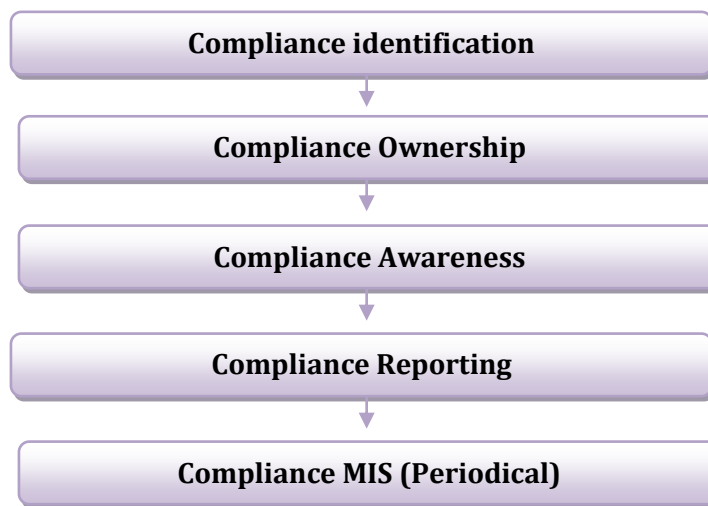 Compliance identification
Compliance Ownership
Compliance Awareness
Compliance Reporting
Compliance MIS (Periodical)